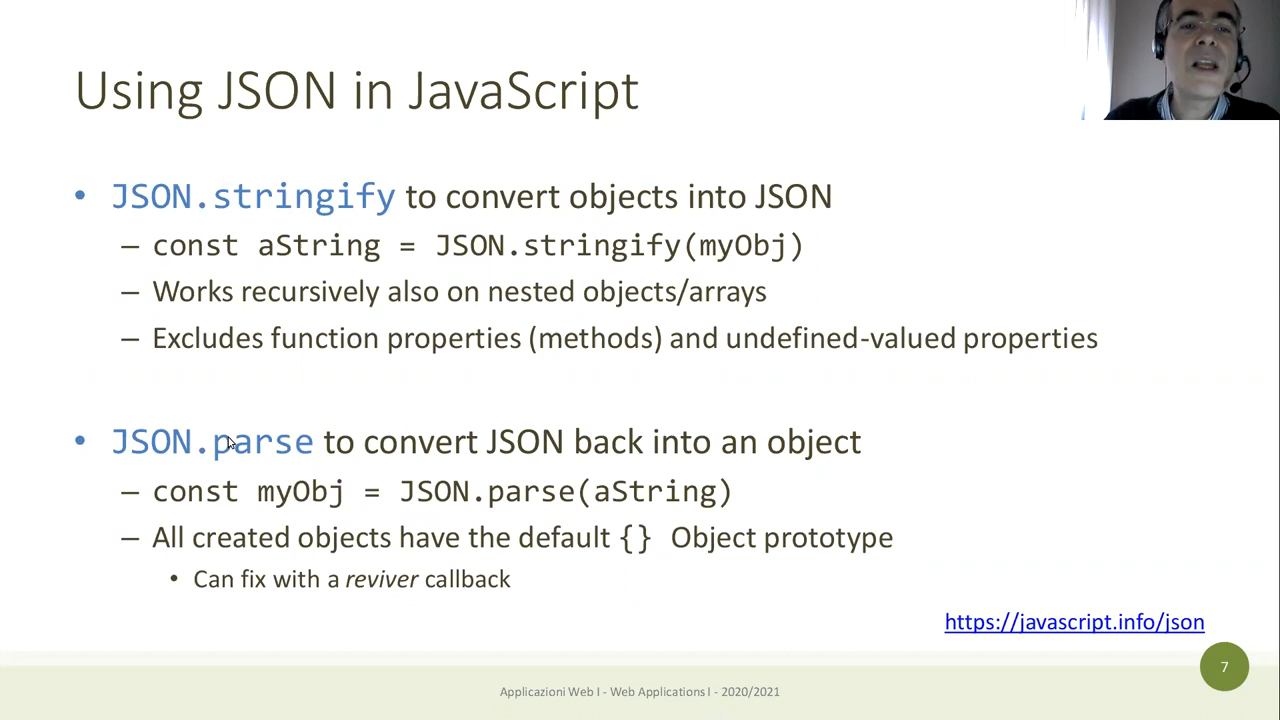 Using JSON in JavaScript
• JSON.stringify to convert objects into JSON
– const aString = JSON.stringify(myObj)
– Works recursively also on nested objects/arrays
– Excludes function properties (methods) and undefined-valued properties
• JSON.parse to convert JSON back into an object
– const myObj = JSON.parse(aString)
– All created objects have the default {} Object prototype
• Can fix with a reviver callback
https://javascript.info/json
7
Applicazioni Web I - Web Applications I - 2020/2021